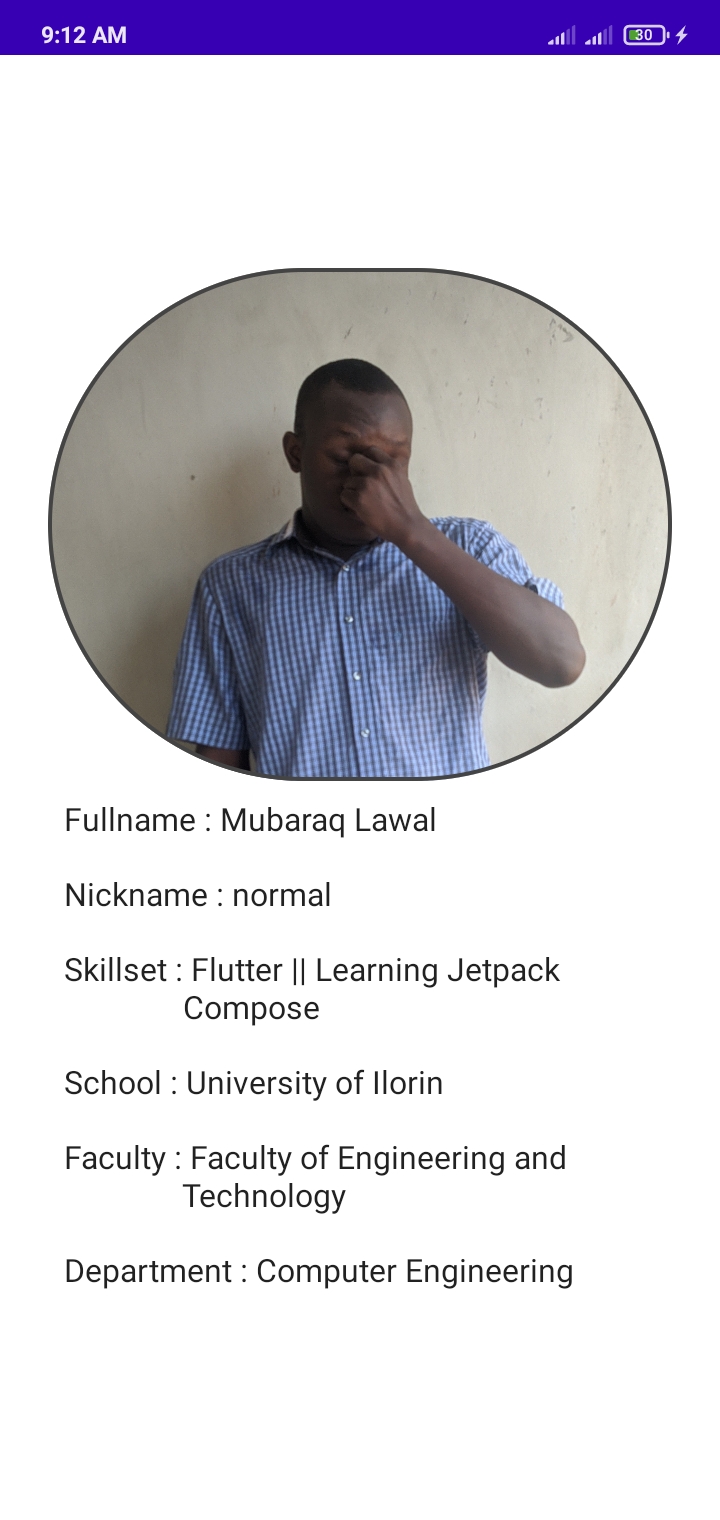 9:12 AM
30
Fullname : Mubaraq Lawal
Nickname : normal
Skillset : Flutter || Learning Jetpack
Compose
School : University of Ilorin
Faculty : Faculty of Engineering and
Technology
Department : Computer Engineering